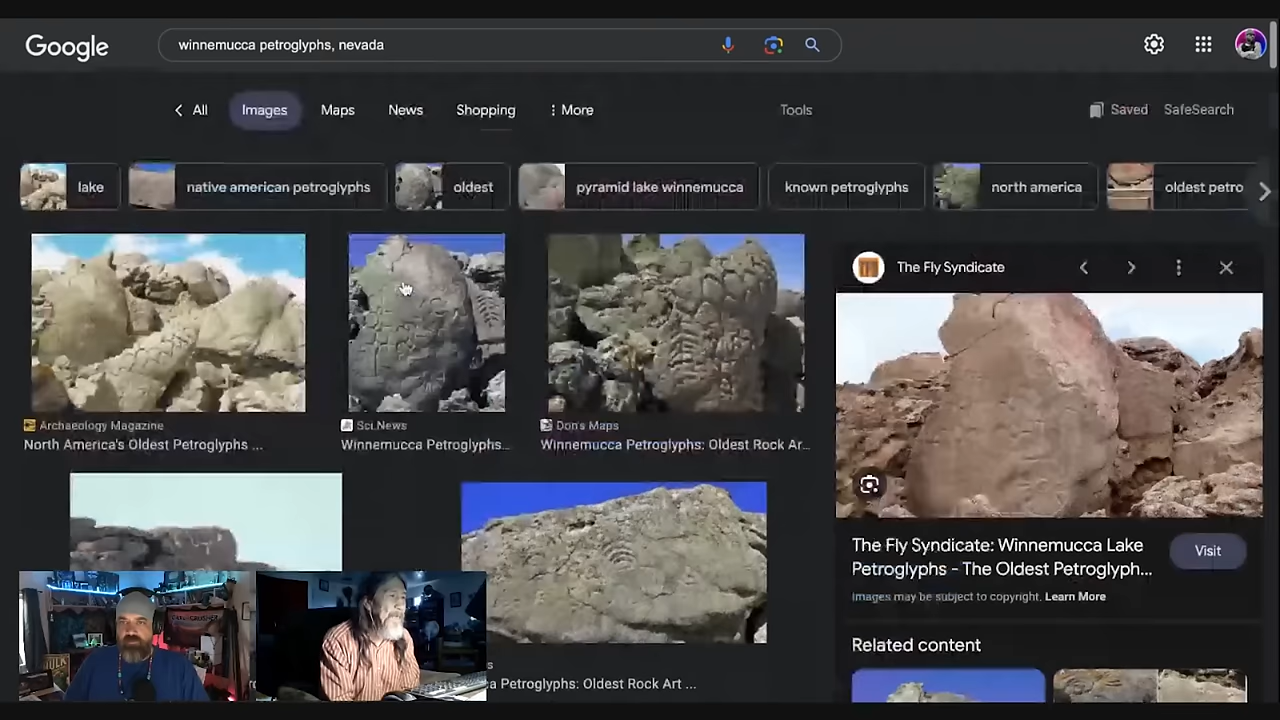 Google
winnemucca petroglyphs, nevada
All Images Maps News Shopping More Tools Saved SafeSearch
lake native american petroglyphs oldest pyramid lake winnemucca known petroglyphs north america oldest petro
The Fly Syndicate
Archaeology Magazine
North America's Oldest Petroglyphs ...
Sci.News
Winnemucca Petroglyphs...
Don's Maps
Winnemucca Petroglyphs: Oldest Rock Ar...
The Fly Syndicate: Winnemucca Lake
Petroglyphs - The Oldest Petroglyph...
Visit
Images may be subject to copyright. Learn More
Related content
a Petroglyphs: Oldest Rock Art ...